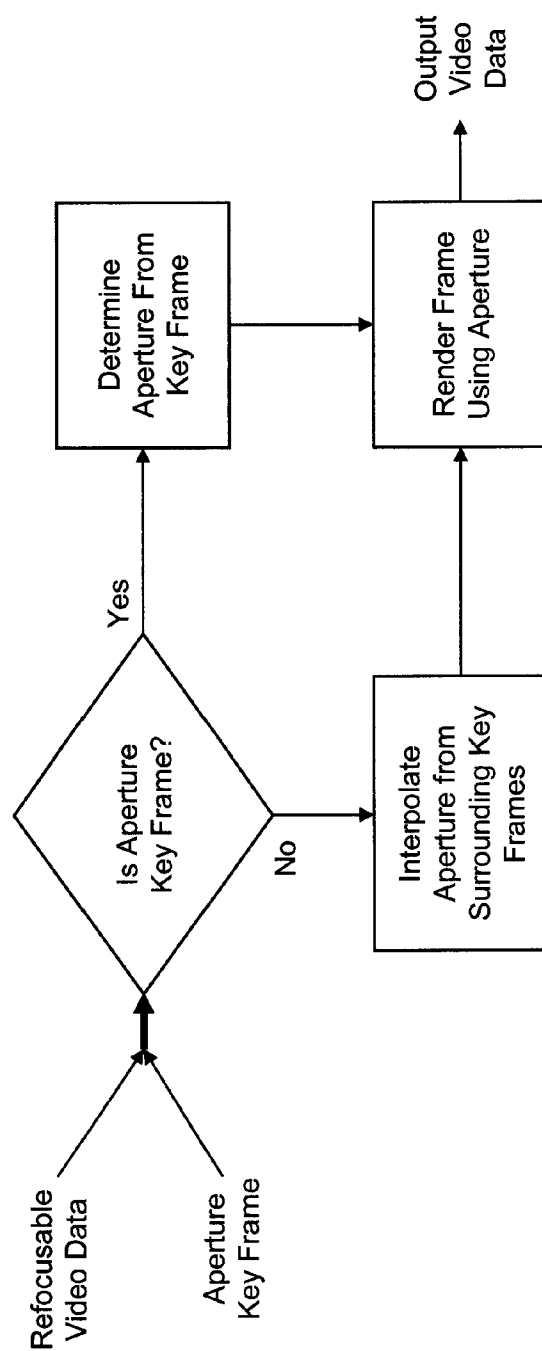 Refocusable
Video Data
Aperture
Key Frame
Is Aperture
Key Frame?
Yes
No
Determine
Aperture From
Key Frame
Interpolate
Aperture from
Surrounding Key
Frames
Render Frame
Using Aperture
Output
Video
Data